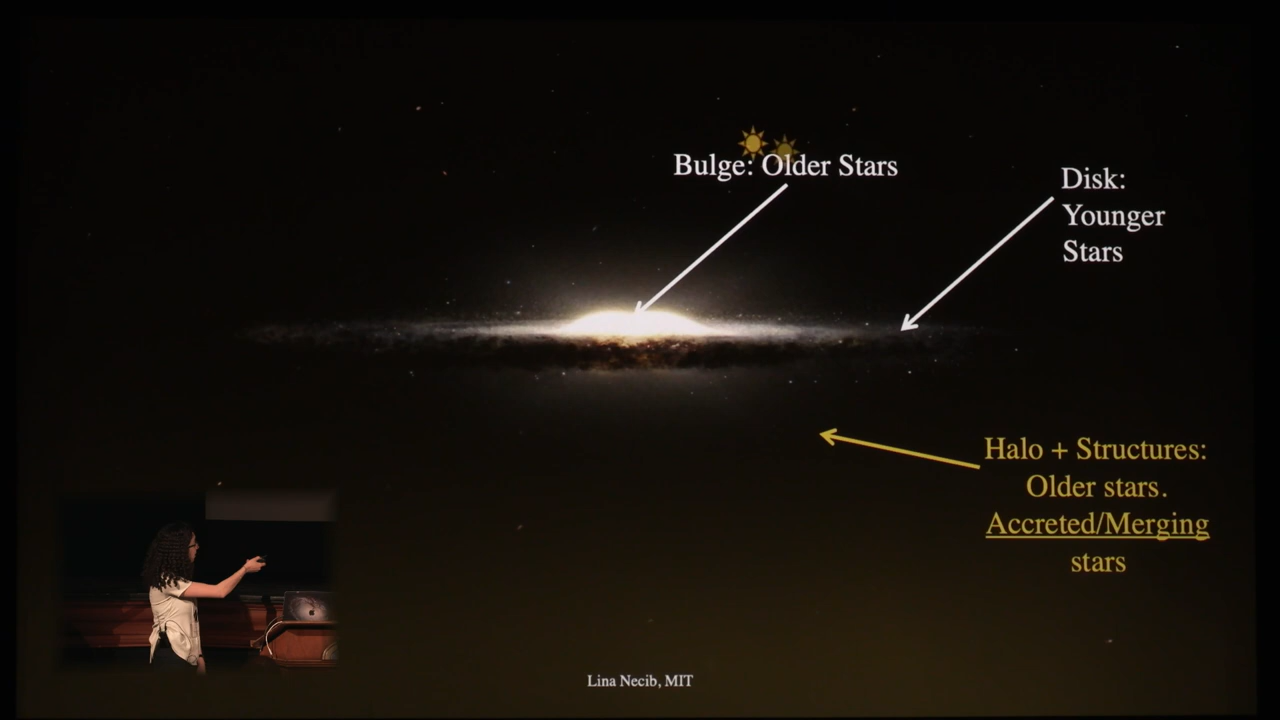 Bulge: Older Stars
Disk:
Younger
Stars
Halo + Structures:
Older stars.
Accreted/Merging
stars
Lina Necib, MIT